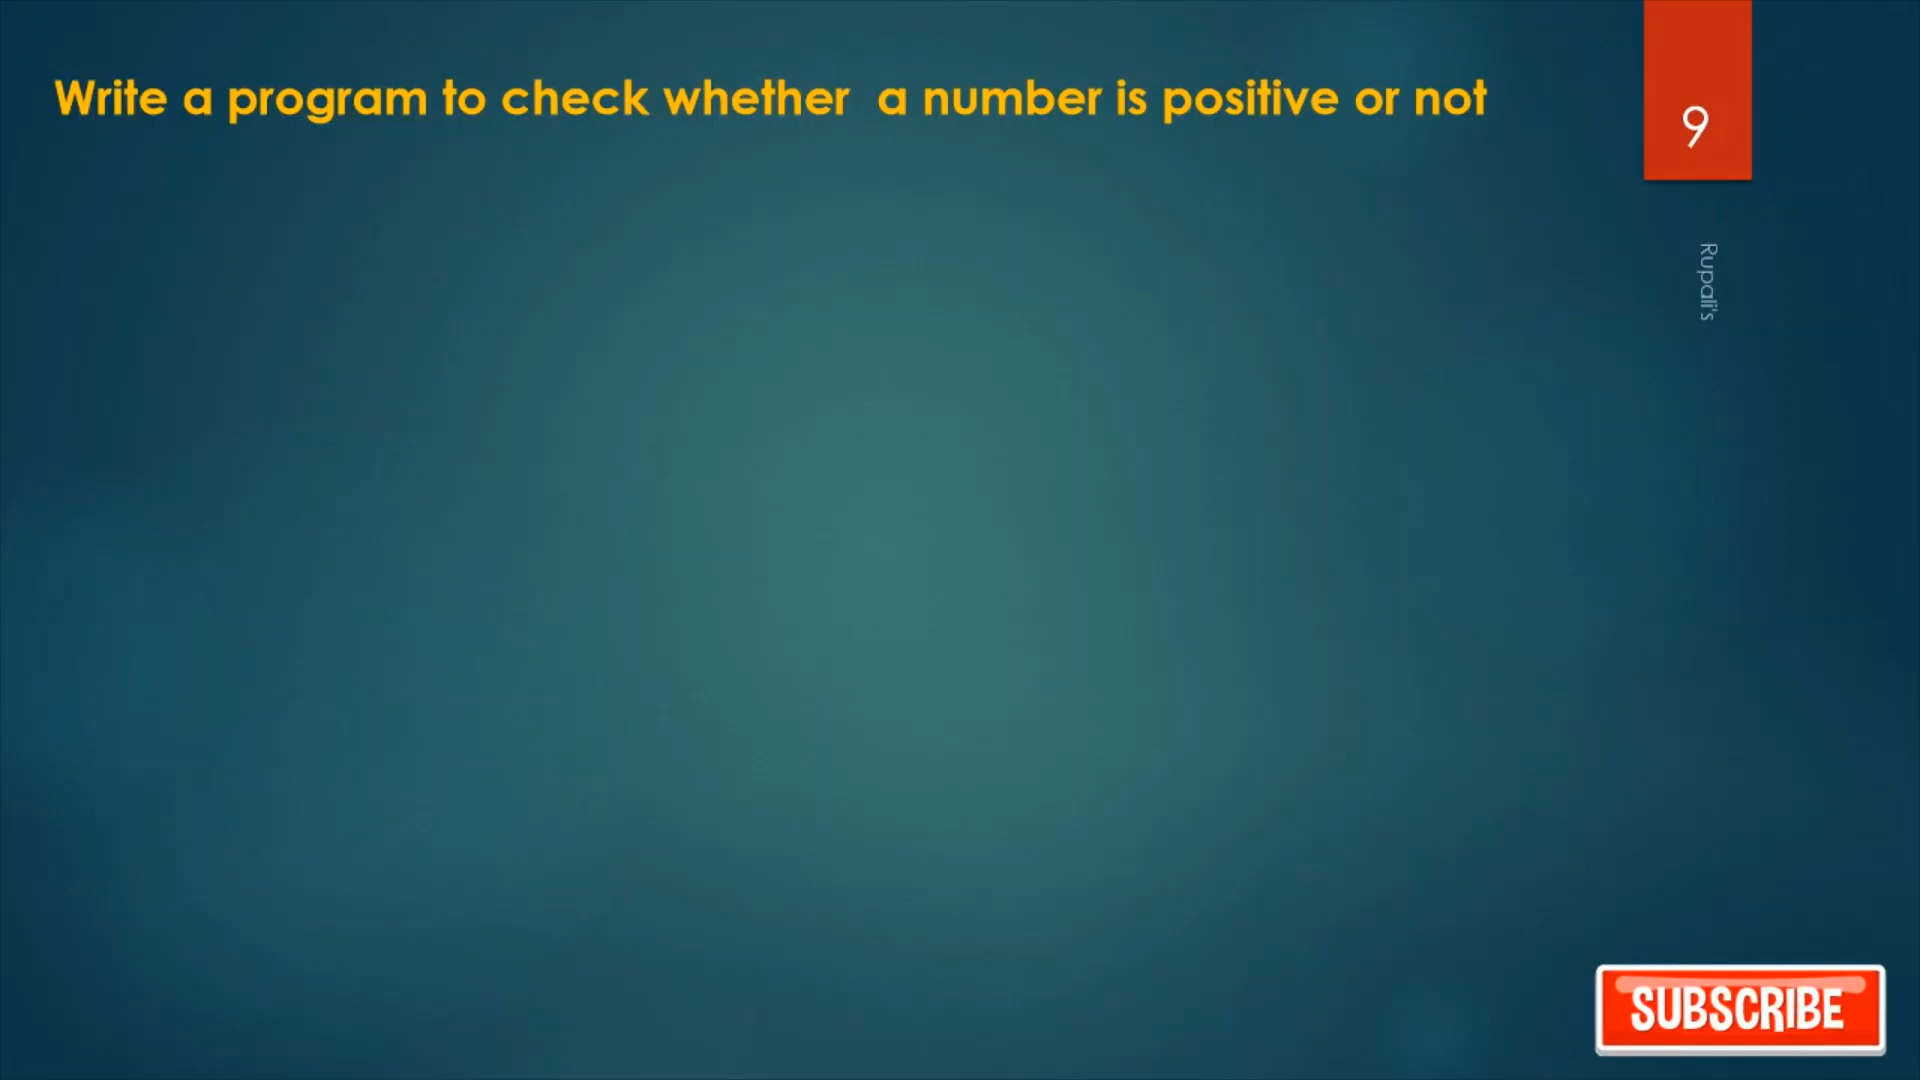 Write a program to check whether  a number is positive or not
9
Rupali's
SUBSCRIBE